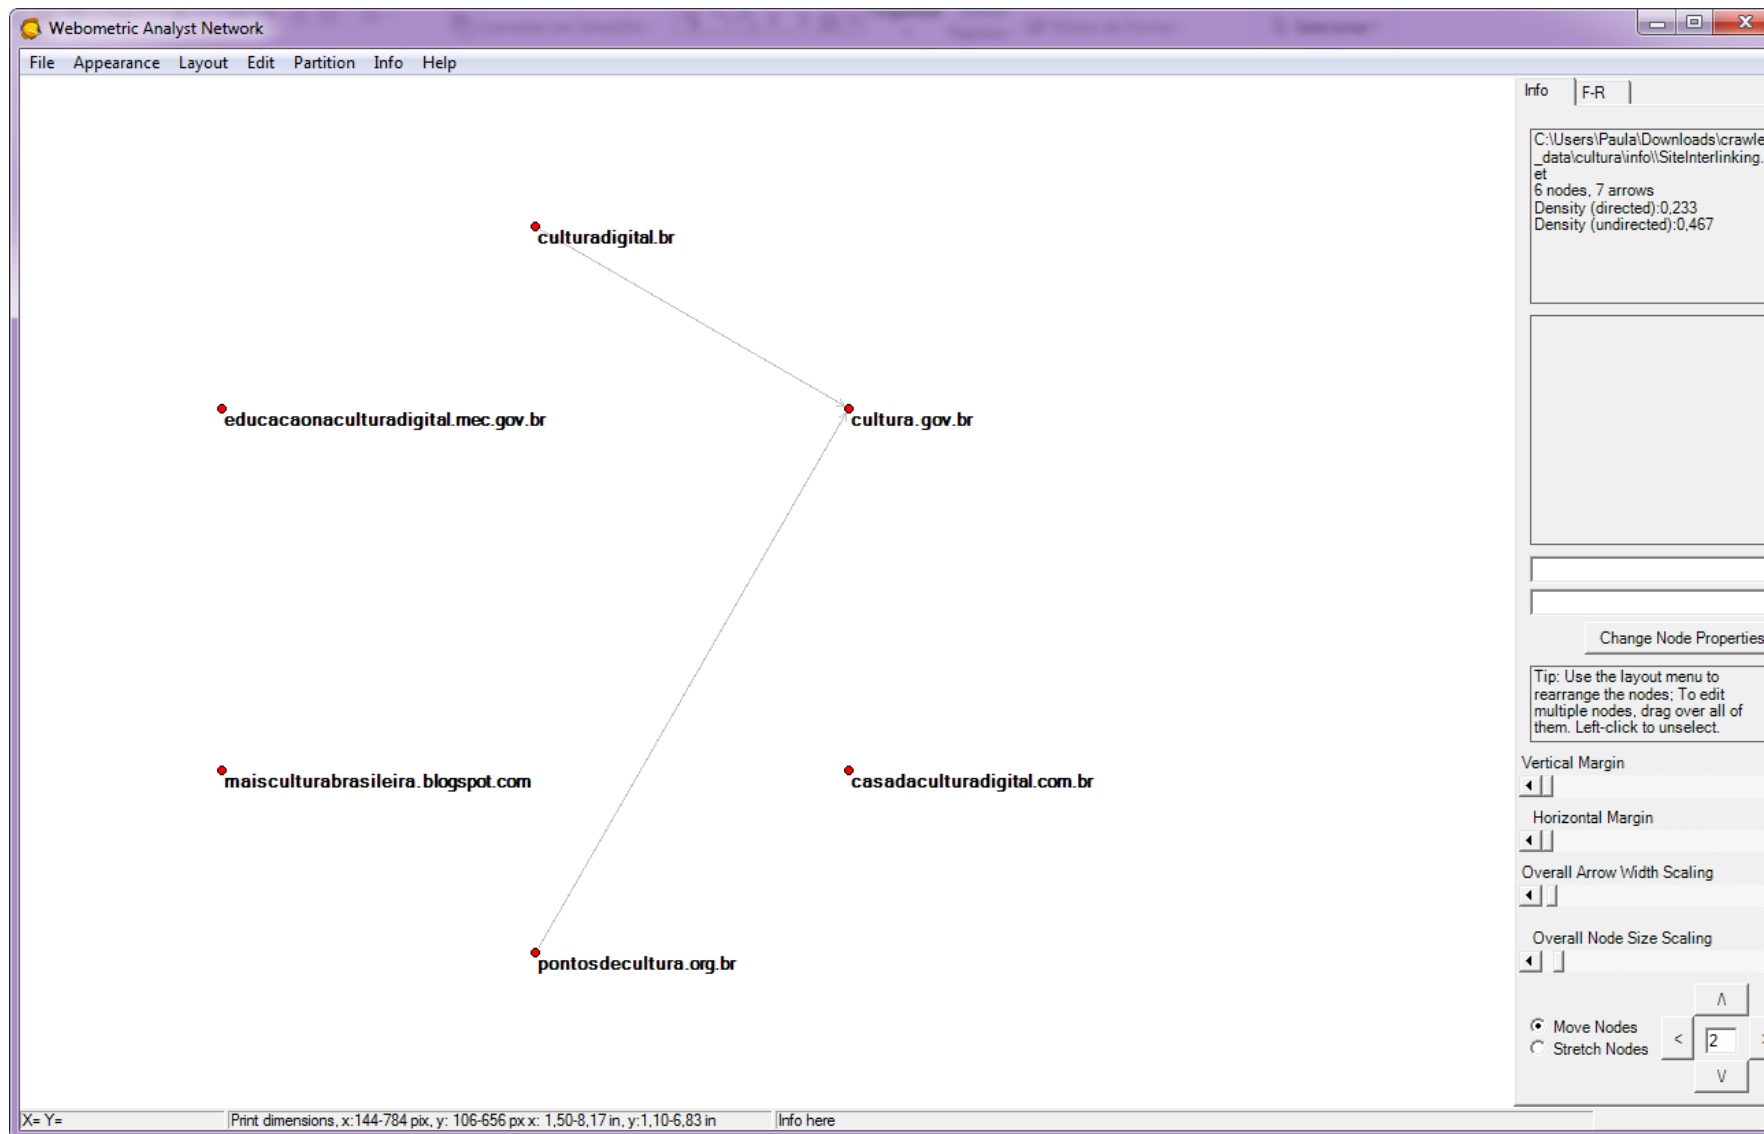 Webometric Analyst Network
File Appearance Layout Edit Partition Info Help
culturadigital.br
educacaonaculturadigital.mec.gov.br
cultura.gov.br
maisculturabrasileira.blogspot.com
casadaculturadigital.com.br
pontosdecultura.org.br
Info F-R
C:\Users\Paula\Downloads\crawle
_data\cultura\info\\SiteInterlinking.
et
6 nodes, 7 arrows
Density (directed):0,233
Density (undirected):0,467
Change Node Properties
Tip: Use the layout menu to
rearrange the nodes; To edit
multiple nodes, drag over all of
them. Left-click to unselect.
Vertical Margin
Horizontal Margin
Overall Arrow Width Scaling
Overall Node Size Scaling
/\
Move Nodes
< 2 >
Stretch Nodes
\/
X= Y=
Print dimensions, x:144-784 pix, y: 106-656 px x: 1,50-8,17 in, y:1,10-6,83 in
Info here